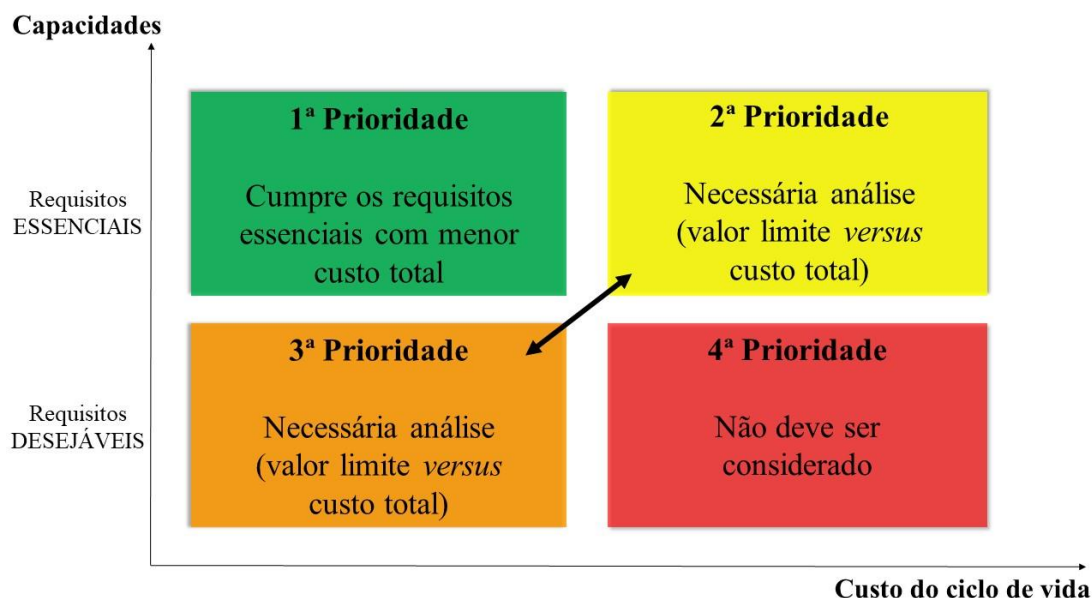 Capacidades
1ª Prioridade
Cumpre os requisitos
essenciais com menor
custo total
2ª Prioridade
Necessária análise
(valor limite versus
custo total)
Requisitos
ESSENCIAIS
3ª Prioridade
Necessária análise
(valor limite versus
custo total)
4ª Prioridade
Não deve ser
considerado
Requisitos
DESEJÁVEIS
Custo do ciclo de vida